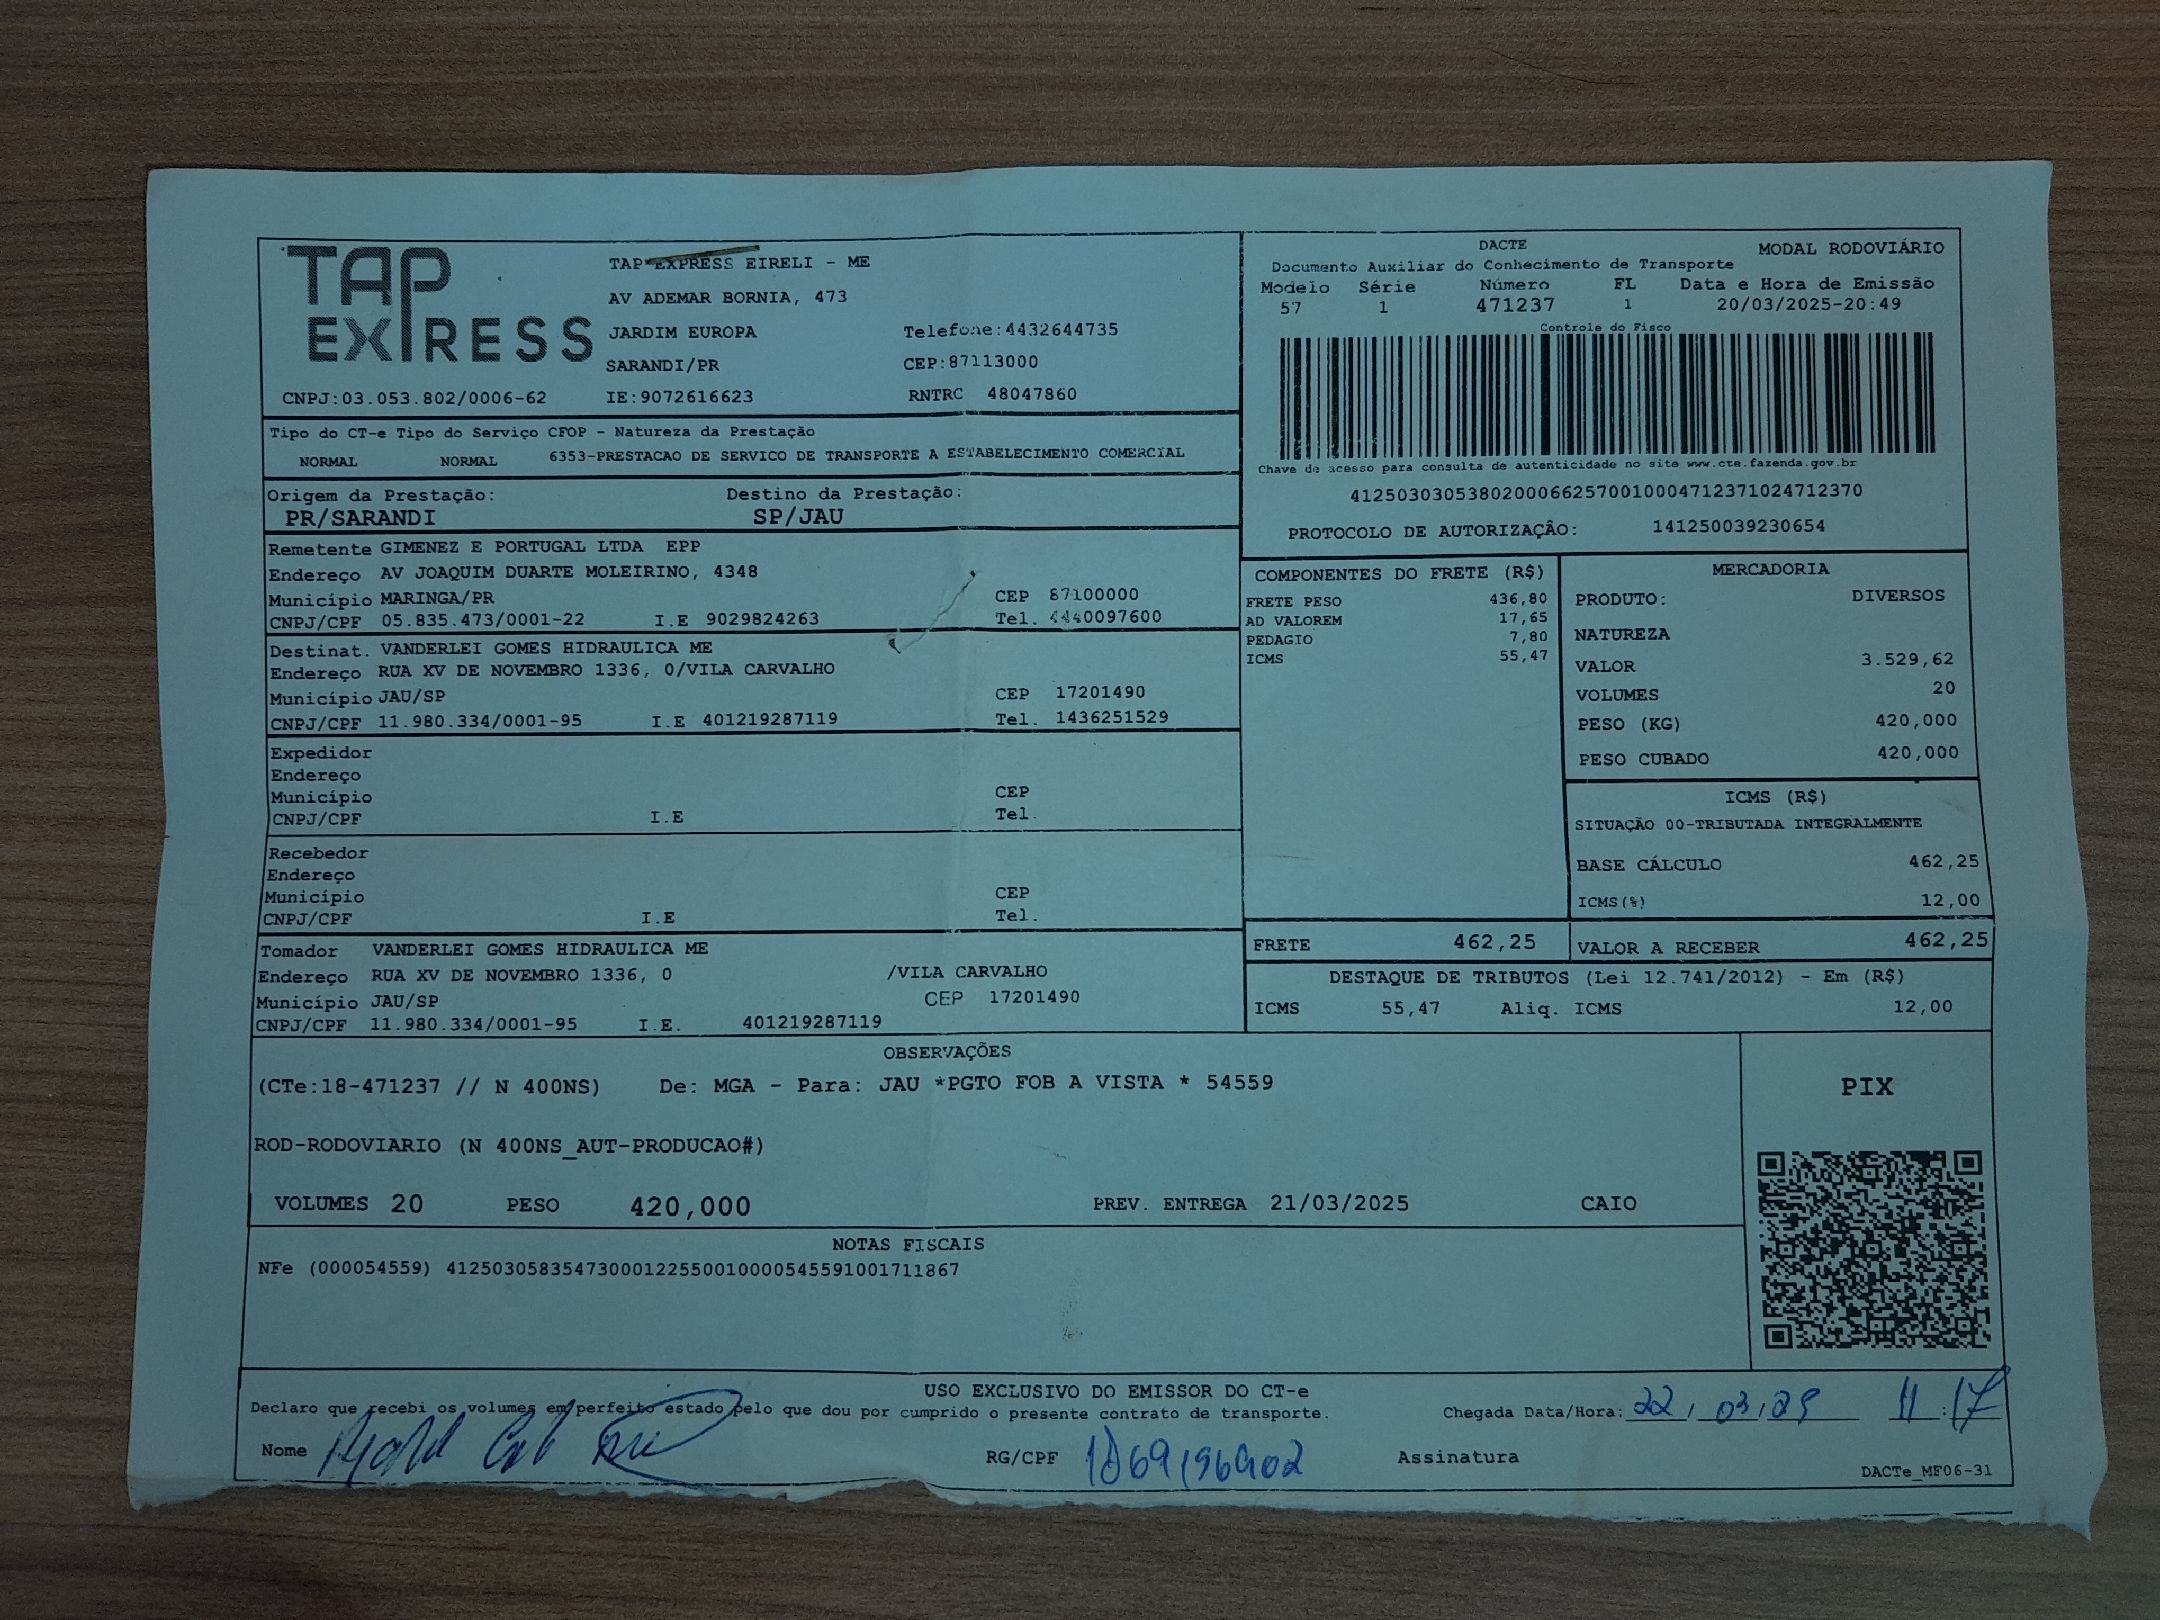 TAP
EXPRESS
TAP EXPRESS EIRELI - ME
AV ADEMAR BORNIA, 473
JARDIM EUROPA Telefone:4432644735
SARANDI/PR CEP:87113000
CNPJ:03.053.802/0006-62 IE:9072616623 RNTRC 48047860
DACTE MODAL RODOVIÁRIO
Documento Auxiliar do Conhecimento de Transporte
Modelo Série Número FL Data e Hora de Emissão
57 1 471237 1 20/03/2025-20:49
Controle do Fisco
Chave de acesso para consulta de autenticidade no site www.cte.fazenda.gov.br
41250303053802000662570010004712371024712370
PROTOCOLO DE AUTORIZAÇÃO: 141250039230654
Tipo do CT-e Tipo do Serviço CFOP - Natureza da Prestação
NORMAL NORMAL 6353-PRESTACAO DE SERVICO DE TRANSPORTE A ESTABELECIMENTO COMERCIAL
Origem da Prestação: Destino da Prestação:
PR/SARANDI SP/JAU
Remetente GIMENEZ E PORTUGAL LTDA EPP
Endereço AV JOAQUIM DUARTE MOLEIRINO, 4348
Município MARINGA/PR CEP 87100000
CNPJ/CPF 05.835.473/0001-22 I.E 9029824263 Tel. 4440097600
Destinat. VANDERLEI GOMES HIDRAULICA ME
Endereço RUA XV DE NOVEMBRO 1336, 0/VILA CARVALHO
Município JAU/SP CEP 17201490
CNPJ/CPF 11.980.334/0001-95 I.E 401219287119 Tel. 1436251529
Expedidor
Endereço
Município CEP
CNPJ/CPF I.E Tel.
Recebedor
Endereço
Município CEP
CNPJ/CPF I.E Tel.
Tomador VANDERLEI GOMES HIDRAULICA ME
Endereço RUA XV DE NOVEMBRO 1336, 0 /VILA CARVALHO
Município JAU/SP CEP 17201490
CNPJ/CPF 11.980.334/0001-95 I.E. 401219287119
COMPONENTES DO FRETE (R$)
FRETE PESO 436,80
AD VALOREM 17,65
PEDAGIO 7,80
ICMS 55,47
MERCADORIA
PRODUTO: DIVERSOS
NATUREZA
VALOR 3.529,62
VOLUMES 20
PESO (KG) 420,000
PESO CUBADO 420,000
ICMS (R$)
SITUAÇÃO 00-TRIBUTADA INTEGRALMENTE
BASE CÁLCULO 462,25
ICMS(%) 12,00
FRETE 462,25 VALOR A RECEBER 462,25
DESTAQUE DE TRIBUTOS (Lei 12.741/2012) - Em (R$)
ICMS 55,47 Aliq. ICMS 12,00
OBSERVAÇÕES
(CTe:18-471237 // N 400NS) De: MGA - Para: JAU *PGTO FOB A VISTA * 54559
ROD-RODOVIARIO (N 400NS_AUT-PRODUCAO#)
VOLUMES 20 PESO 420,000 PREV. ENTREGA 21/03/2025 CAIO
PIX
NOTAS FISCAIS
NFe (000054559) 41250305835473000122550010000545591001711867
USO EXCLUSIVO DO EMISSOR DO CT-e
Declaro que recebi os volumes em perfeito estado pelo que dou por cumprido o presente contrato de transporte. Chegada Data/Hora: 22/03/25 11:17
Nome RG/CPF Assinatura
DACTe_MF06-31